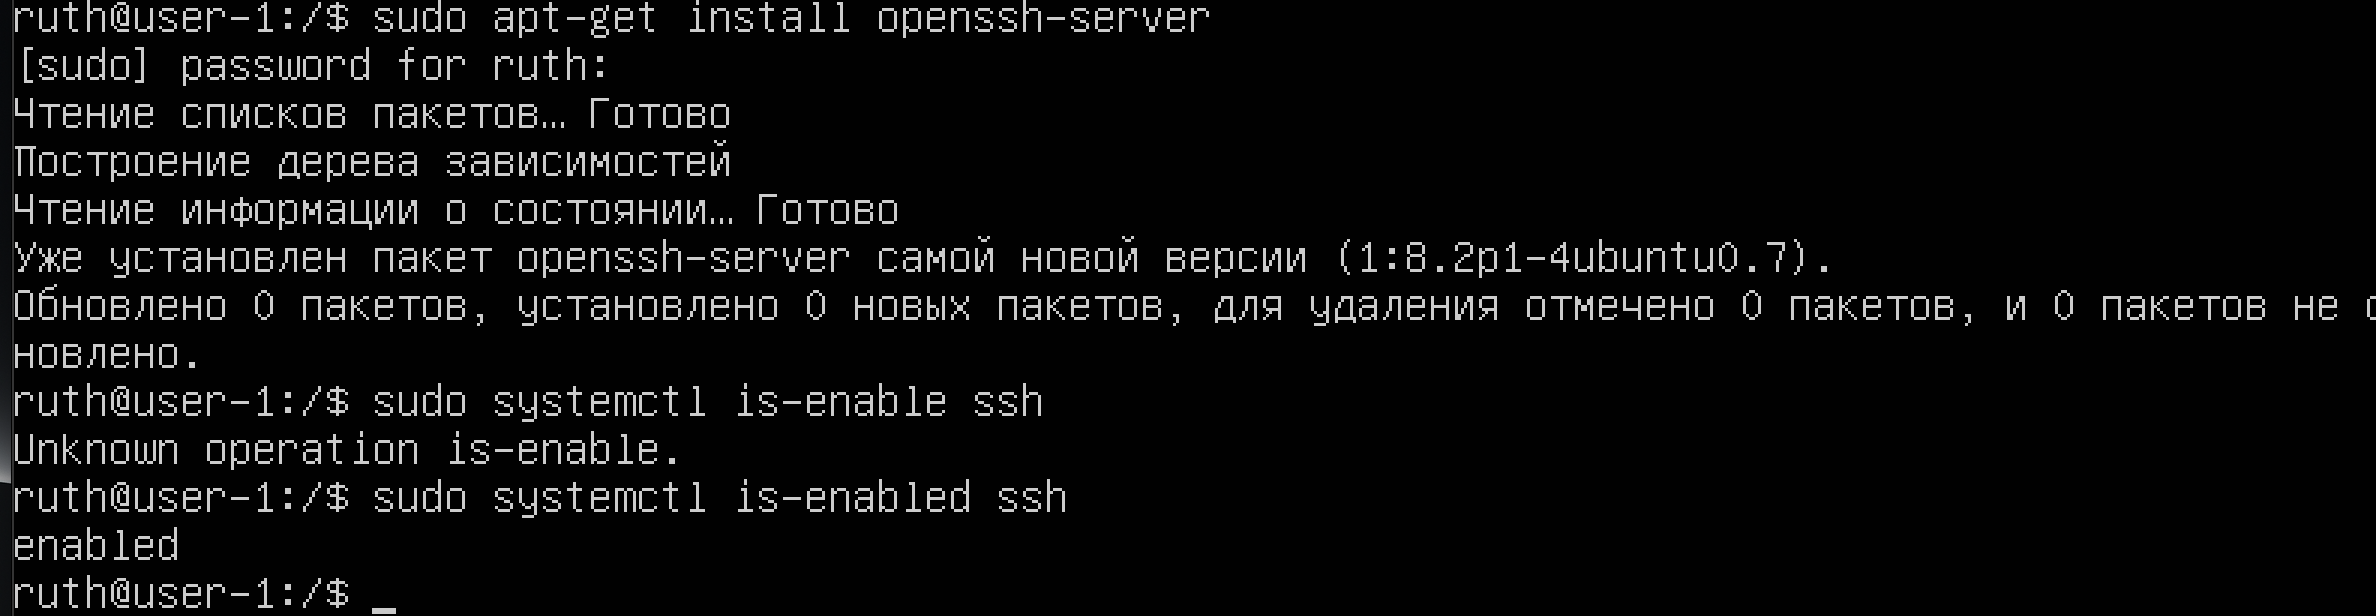 ruth@user-1:/$ sudo apt-get install openssh-server
[sudo] password for ruth:
Чтение списков пакетов… Готово
Построение дерева зависимостей
Чтение информации о состоянии… Готово
Уже установлен пакет openssh-server самой новой версии (1:8.2p1-4ubuntu0.7).
Обновлено 0 пакетов, установлено 0 новых пакетов, для удаления отмечено 0 пакетов, и 0 пакетов не
новлено.
ruth@user-1:/$ sudo systemctl is-enable ssh
Unknown operation is-enable.
ruth@user-1:/$ sudo systemctl is-enabled ssh
enabled
ruth@user-1:/$ _